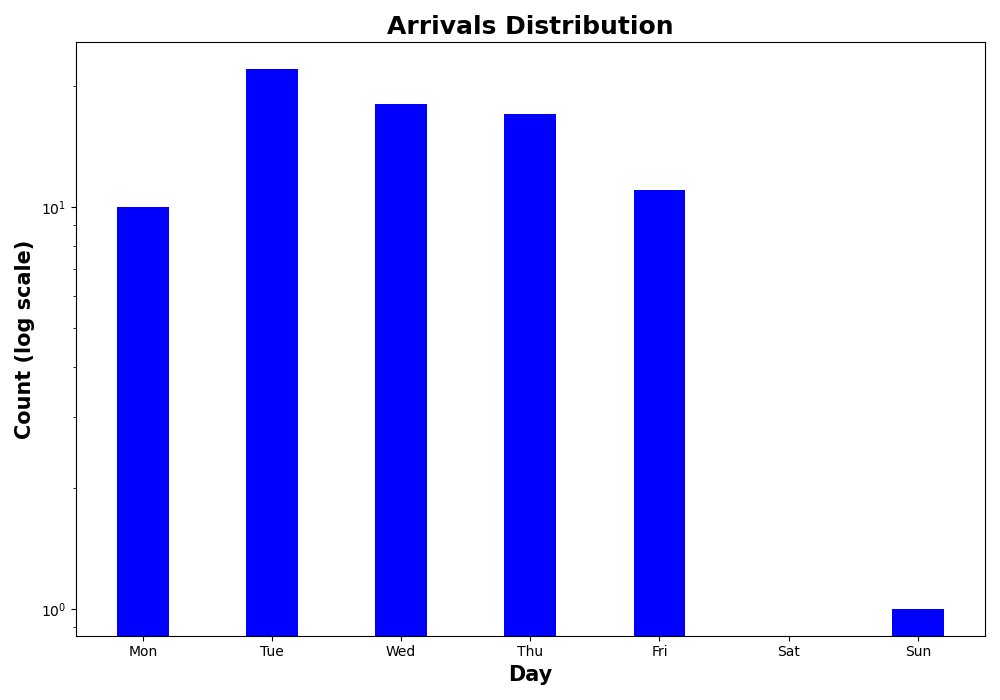 Arrivals Distribution
Count (log scale)
10¹
10⁰
Mon Tue Wed Thu Fri Sat Sun
Day